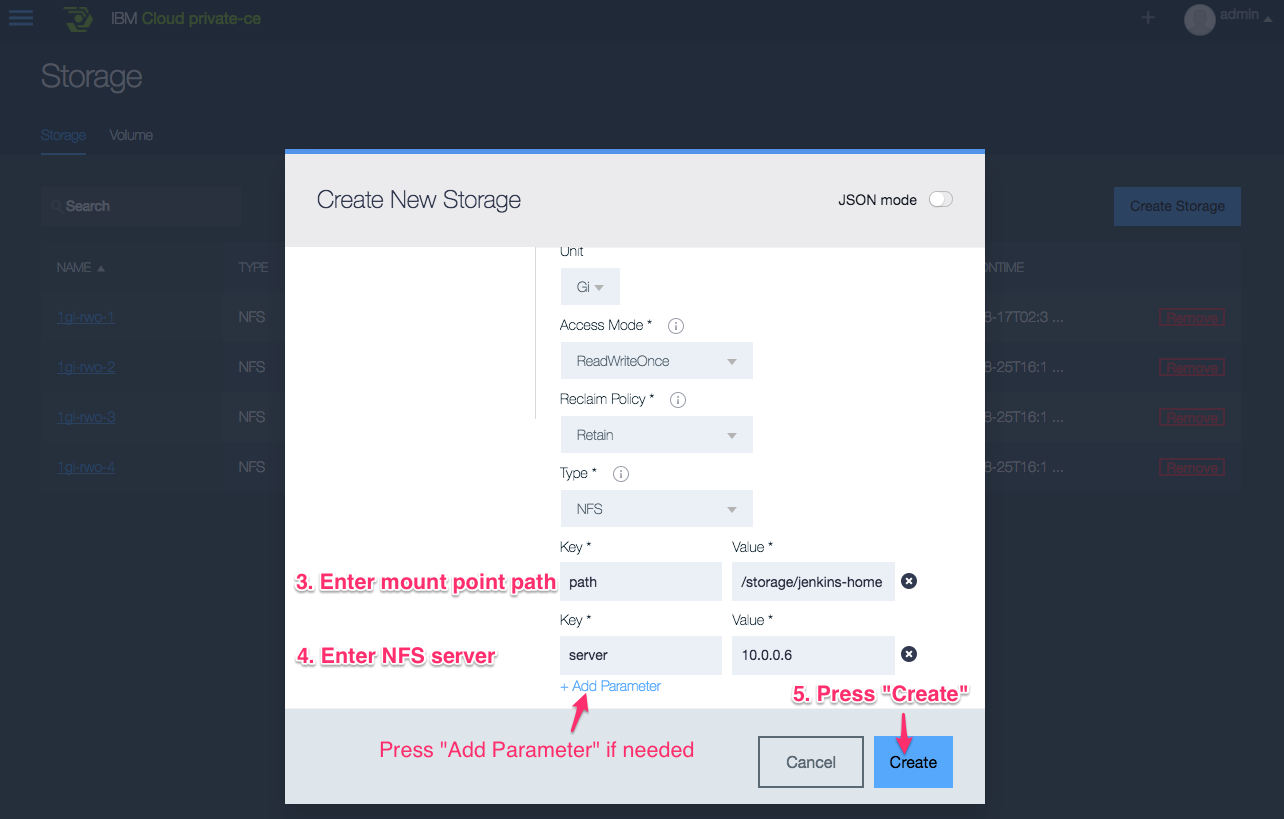 IBM Cloud private-ce
admin
Storage
Storage Volume
Search
Create Storage
NAME TYPE
1gi-rwo-1 NFS 8-17T02:3 ... Remove
1gi-rwo-2 NFS 8-25T16:1 ... Remove
1gi-rwo-3 NFS 8-25T16:1 ... Remove
1gi-rwo-4 NFS 8-25T16:1 ... Remove
Create New Storage JSON mode
Unit
Gi
Access Mode *
ReadWriteOnce
Reclaim Policy *
Retain
Type *
NFS
Key * Value *
3. Enter mount point path path /storage/jenkins-home
Key * Value *
4. Enter NFS server server 10.0.0.6
+ Add Parameter
5. Press "Create"
Press "Add Parameter" if needed
Cancel Create